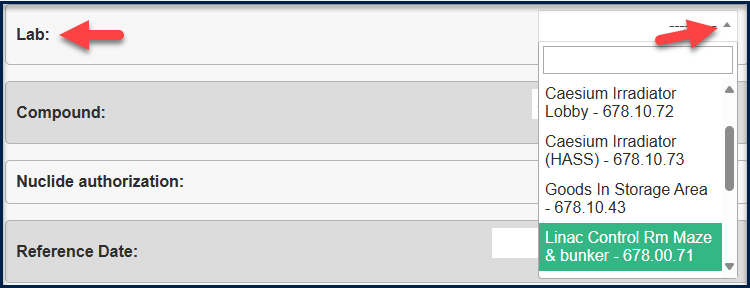 Lab:
Caesium Irradiator
Lobby - 678.10.72
Compound:
Caesium Irradiator
(HASS) - 678.10.73
Nuclide authorization:
Goods In Storage Area
- 678.10.43
Linac Control Rm Maze
& bunker - 678.00.71
Reference Date: